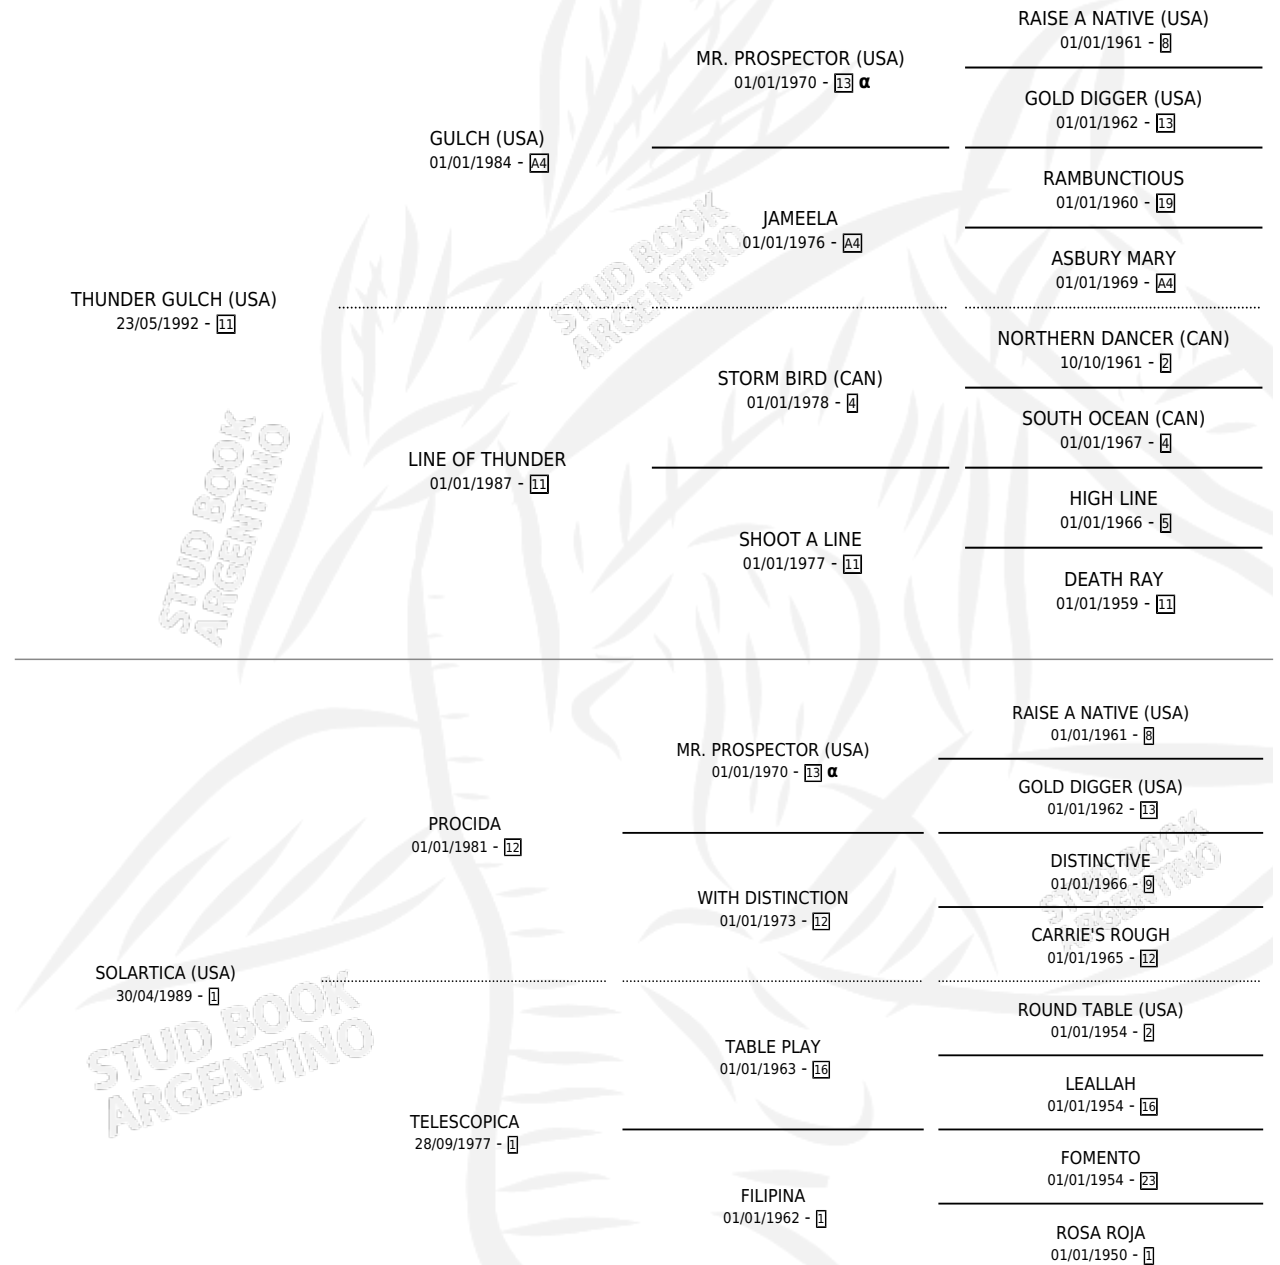 RAISE A NATIVE (USA)
01/01/1961 - 8
MR. PROSPECTOR (USA)
01/01/1970 - 13 α
GOLD DIGGER (USA)
01/01/1962 - 13
GULCH (USA)
01/01/1984 - A4
RAMBUNCTIOUS
01/01/1960 - 19
JAMEELA
01/01/1976 - A4
ASBURY MARY
01/01/1969 - A4
THUNDER GULCH (USA)
23/05/1992 - 11
NORTHERN DANCER (CAN)
10/10/1961 - 2
STORM BIRD (CAN)
01/01/1978 - 4
SOUTH OCEAN (CAN)
01/01/1967 - 4
LINE OF THUNDER
01/01/1987 - 11
HIGH LINE
01/01/1966 - 5
SHOOT A LINE
01/01/1977 - 11
DEATH RAY
01/01/1959 - 11
STUD BOOK
ARGENTINO
STUD BOOK
ARGENTINO
RAISE A NATIVE (USA)
01/01/1961 - 8
MR. PROSPECTOR (USA)
01/01/1970 - 13 α
GOLD DIGGER (USA)
01/01/1962 - 13
PROCIDA
01/01/1981 - 12
DISTINCTIVE
01/01/1966 - 9
WITH DISTINCTION
01/01/1973 - 12
CARRIE'S ROUGH
01/01/1965 - 12
SOLARTICA (USA)
30/04/1989 - 1
ROUND TABLE (USA)
01/01/1954 - 2
TABLE PLAY
01/01/1963 - 16
LEALLAH
01/01/1954 - 16
TELESCOPICA
28/09/1977 - 1
FOMENTO
01/01/1954 - 23
FILIPINA
01/01/1962 - 1
ROSA ROJA
01/01/1950 - 1
STUD BOOK
ARGENTINO
STUD BOOK
ARGENTINO